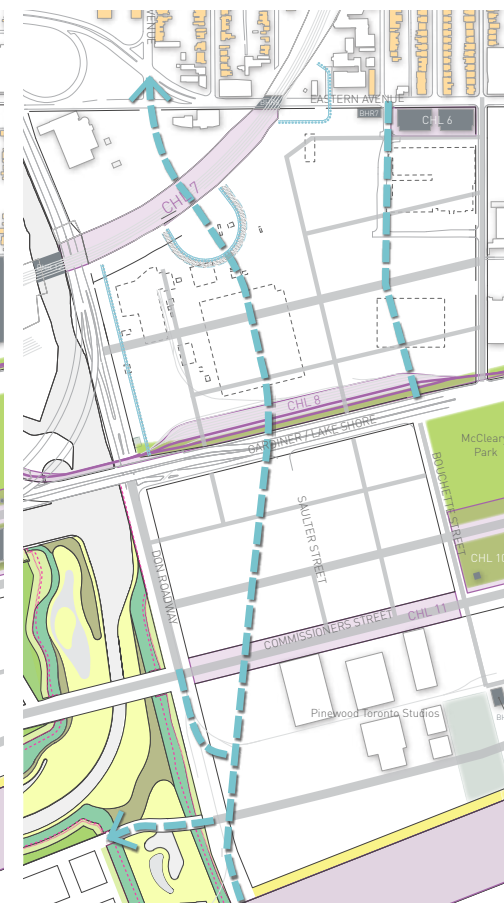 AVENUE
EASTERN AVENUE
BHR7
CHL 6
CHL 7
CHL 8
GARDINER / LAKE SHORE
McCleary
Park
BOUCHETTE STREET
SAULTER STREET
DON ROADWAY
CHL 10
CHL 11
COMMISSIONERS STREET
Pinewood Toronto Studios
BH